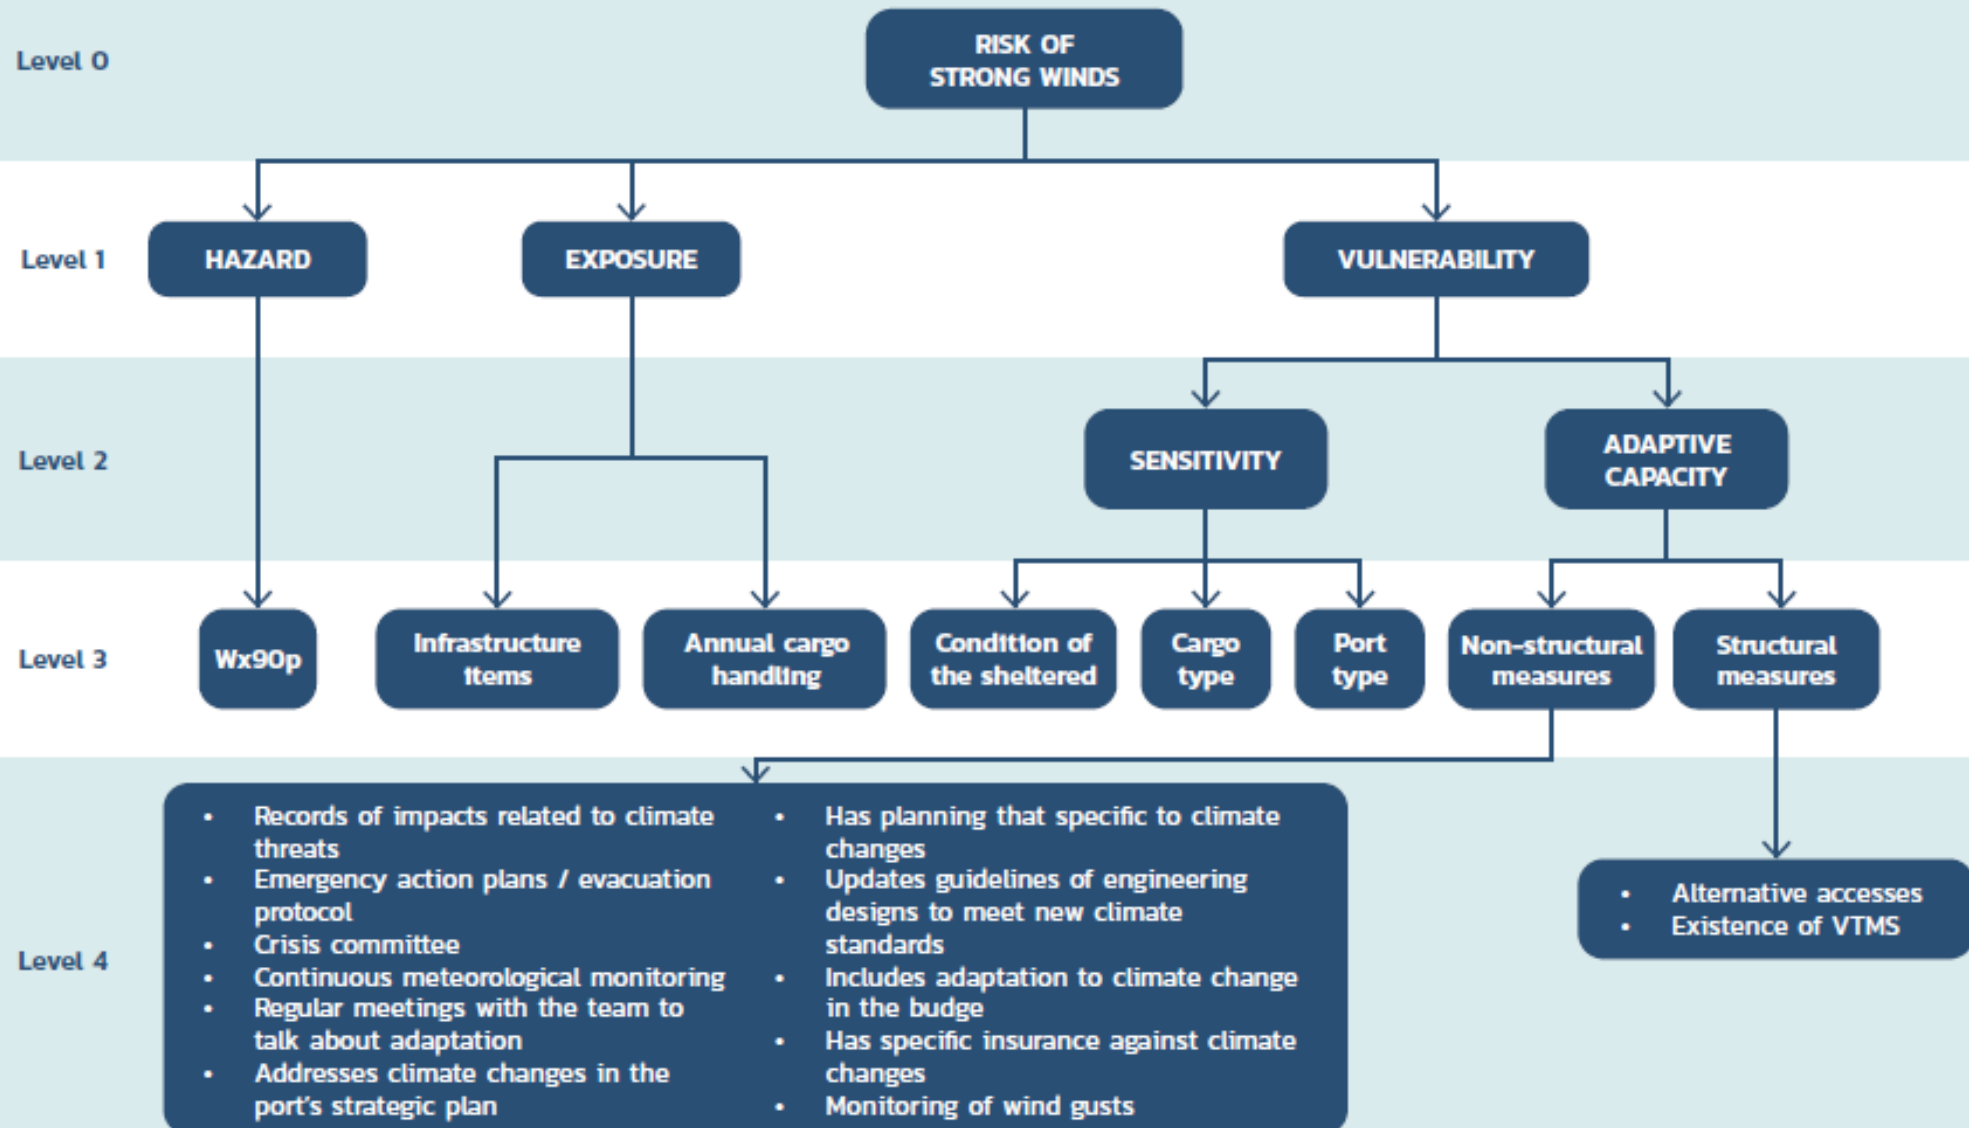 Level 0
RISK OF
STRONG WINDS
Level 1
HAZARD
EXPOSURE
VULNERABILITY
Level 2
SENSITIVITY
ADAPTIVE
CAPACITY
Level 3
Wx90p
Infrastructure
items
Annual cargo
handling
Condition of
the sheltered
Cargo
type
Port
type
Non-structural
measures
Structural
measures
Level 4
• Records of impacts related to climate
threats
• Emergency action plans / evacuation
protocol
• Crisis committee
• Continuous meteorological monitoring
• Regular meetings with the team to
talk about adaptation
• Addresses climate changes in the
port's strategic plan
• Has planning that specific to climate
changes
• Updates guidelines of engineering
designs to meet new climate
standards
• Includes adaptation to climate change
in the budge
• Has specific insurance against climate
changes
• Monitoring of wind gusts
• Alternative accesses
• Existence of VTMS